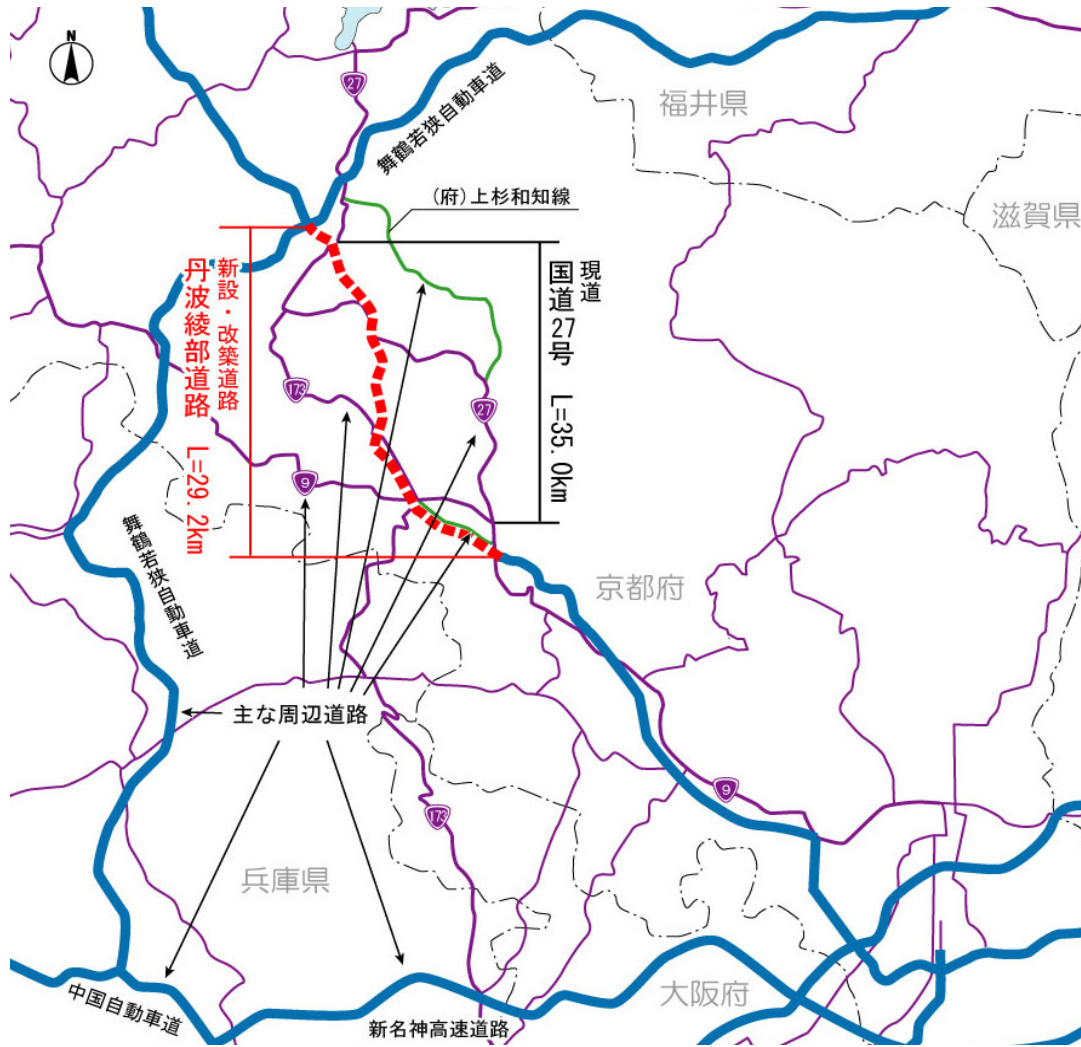 N
27
舞鶴若狭自動車道
福井県
滋賀県
(府)上杉和知線
新設・改築道路
丹波綾部道路 L=29.2km
現道
国道27号 L=35.0km
173
27
9
舞鶴若狭自動車道
京都府
主な周辺道路
9
173
兵庫県
大阪府
中国自動車道
新名神高速道路